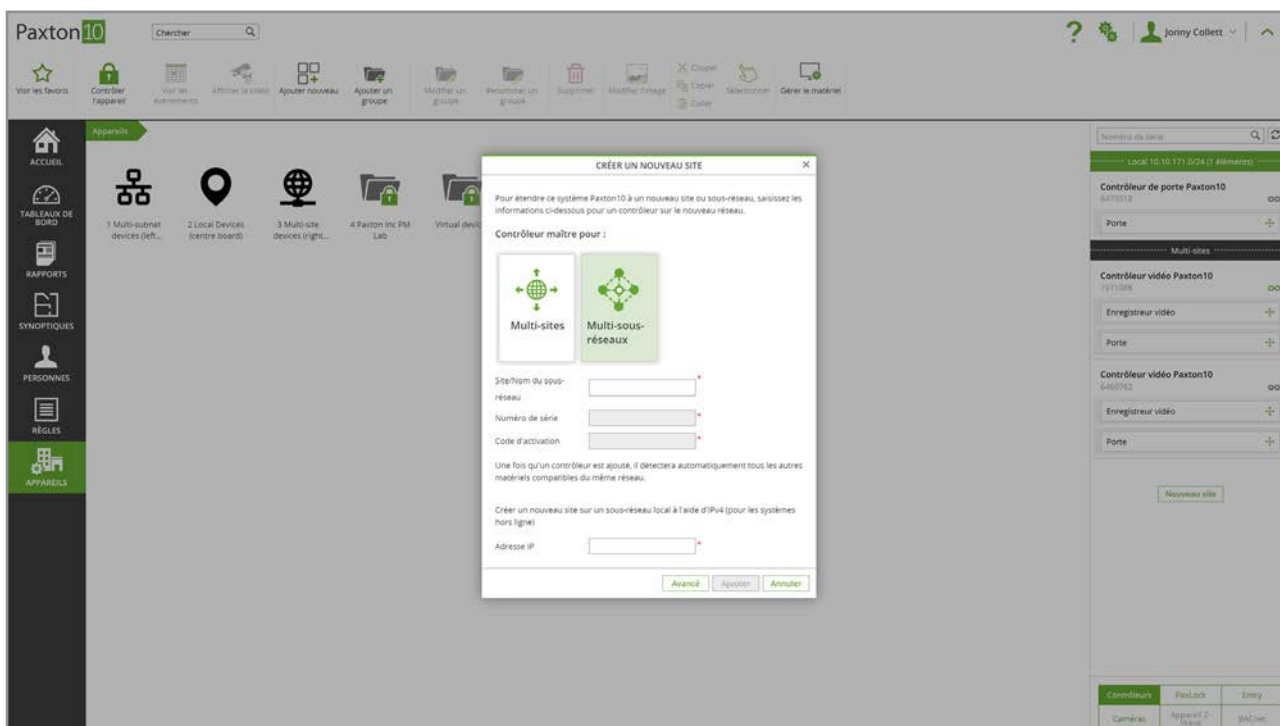 Paxton10
Chercher
?
Jonny Collett
Voir les favoris
Contrôler l'appareil
Voir les événements
Afficher la vidéo
Ajouter nouveau
Ajouter un groupe
Modifier un groupe
Renommer un groupe
Supprimer
Modifier l'image
Couper
Copier
Coller
Sélectionner
Gérer le matériel
ACCUEIL
TABLEAUX DE BORD
RAPPORTS
SYNOPTIQUES
PERSONNES
RÈGLES
APPAREILS
Appareils
1 Multi-subnet devices (left...
2 Local Devices (centre board)
3 Multi-site devices (right...
4 Paxton Inc PM Lab
Virtual devic
CRÉER UN NOUVEAU SITE
Pour étendre ce système Paxton10 à un nouveau site ou sous-réseau, saisissez les
informations ci-dessous pour un contrôleur sur le nouveau réseau.
Contrôleur maître pour :
Multi-sites
Multi-sous-
réseaux
Site/Nom du sous-
réseau
*
Numéro de série
*
Code d'activation
*
Une fois qu'un contrôleur est ajouté, il détectera automatiquement tous les autres
matériels compatibles du même réseau.
Créer un nouveau site sur un sous-réseau local à l'aide d'IPv4 (pour les systèmes
hors ligne)
Adresse IP
*
Avancé
Ajouter
Annuler
Numéro de série
Local 10.10.171.0/24 (1 éléments)
Contrôleur de porte Paxton10
Porte
Multi-sites
Contrôleur vidéo Paxton10
Enregistreur vidéo
Porte
Contrôleur vidéo Paxton10
6460762
Enregistreur vidéo
Porte
Nouveau site
Contrôleurs
PaxLock
Entry
Caméras
Appareil Z-Wave
BACnet